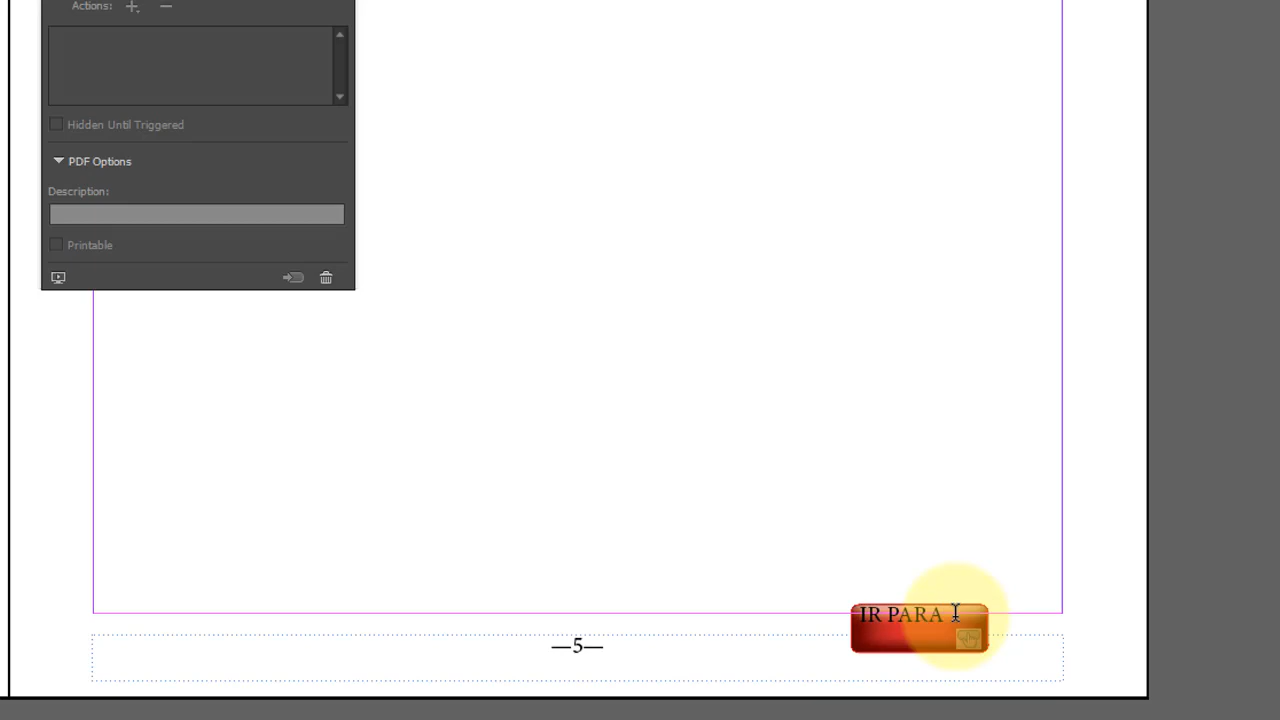 Actions:
Hidden Until Triggered
PDF Options
Description:
Printable
IR PARA
—5—